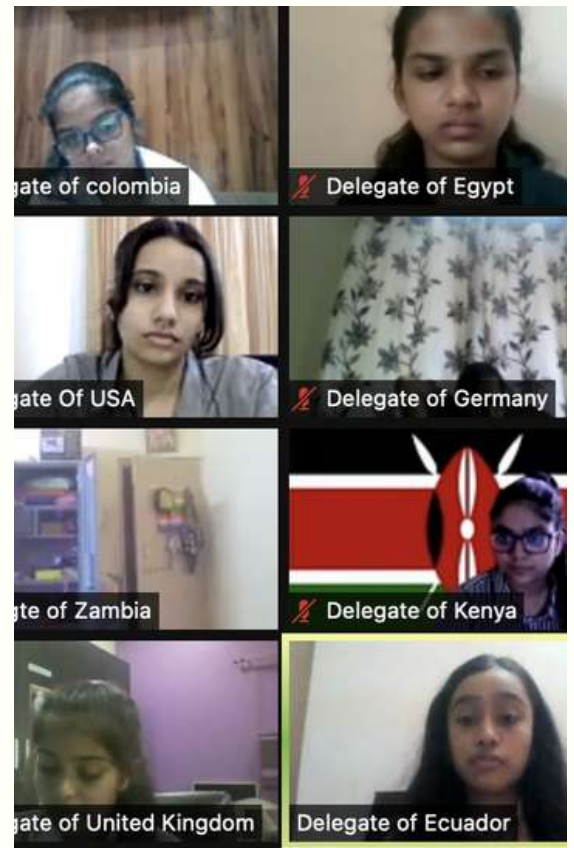 gate of colombia
Delegate of Egypt
gate Of USA
Delegate of Germany
gte of Zambia
Delegate of Kenya
gate of United Kingdom
Delegate of Ecuador